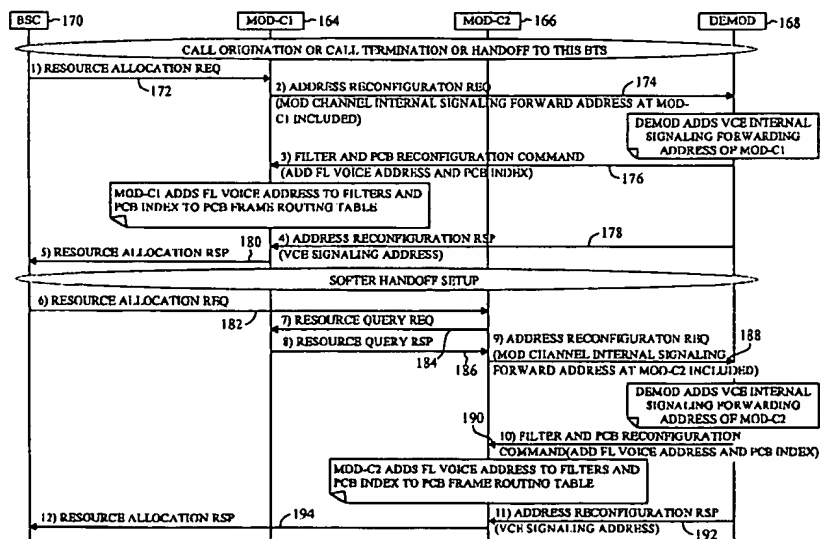 BSC 170 MOD-C1 164 MOD-C2 166 DEMOD 168
CALL ORIGINATION OR CALL TERMINATION OR HANDOFF TO THIS BTS
1) RESOURCE ALLOCATION REQ
172
2) ADDRESS RECONFIGURATON REQ 174
(MOD CHANNEL INTERNAL SIGNALING FORWARD ADDRESS AT MOD-
C1 INCLUDED)
DEMOD ADDS VCE INTERNAL
SIGNALING FORWARDING
ADDRESS OF MOD-C1
3) FILTER AND PCB RECONFIGURATION COMMAND
(ADD FL VOICE ADDRESS AND PCB INDEX) 176
MOD-C1 ADDS FL VOICE ADDRESS TO FILTERS AND
PCB INDEX TO PCB FRAME ROUTING TABLE
4) ADDRESS RECONFIGURATION RSP 178
(VCE SIGNALING ADDRESS)
5) RESOURCE ALLOCATION RSP 180
SOFTER HANDOFF SETUP
6) RESOURCE ALLOCATION REQ
182
7) RESOURCE QUERY REQ
184
8) RESOURCE QUERY RSP
186
9) ADDRESS RECONFIGURATON REQ 188
(MOD CHANNEL INTERNAL SIGNALING
FORWARD ADDRESS AT MOD-C2 INCLUDED)
DEMOD ADDS VCE INTERNAL
SIGNALING FORWARDING
ADDRESS OF MOD-C2
190
10) FILTER AND PCB RECONFIGURATION
COMMAND(ADD FL VOICE ADDRESS AND PCB INDEX)
MOD-C2 ADDS FL VOICE ADDRESS TO FILTERS AND
PCB INDEX TO PCB FRAME ROUTING TABLE
11) ADDRESS RECONFIGURATION RSP
(VCE SIGNALING ADDRESS) 192
12) RESOURCE ALLOCATION RSP 194